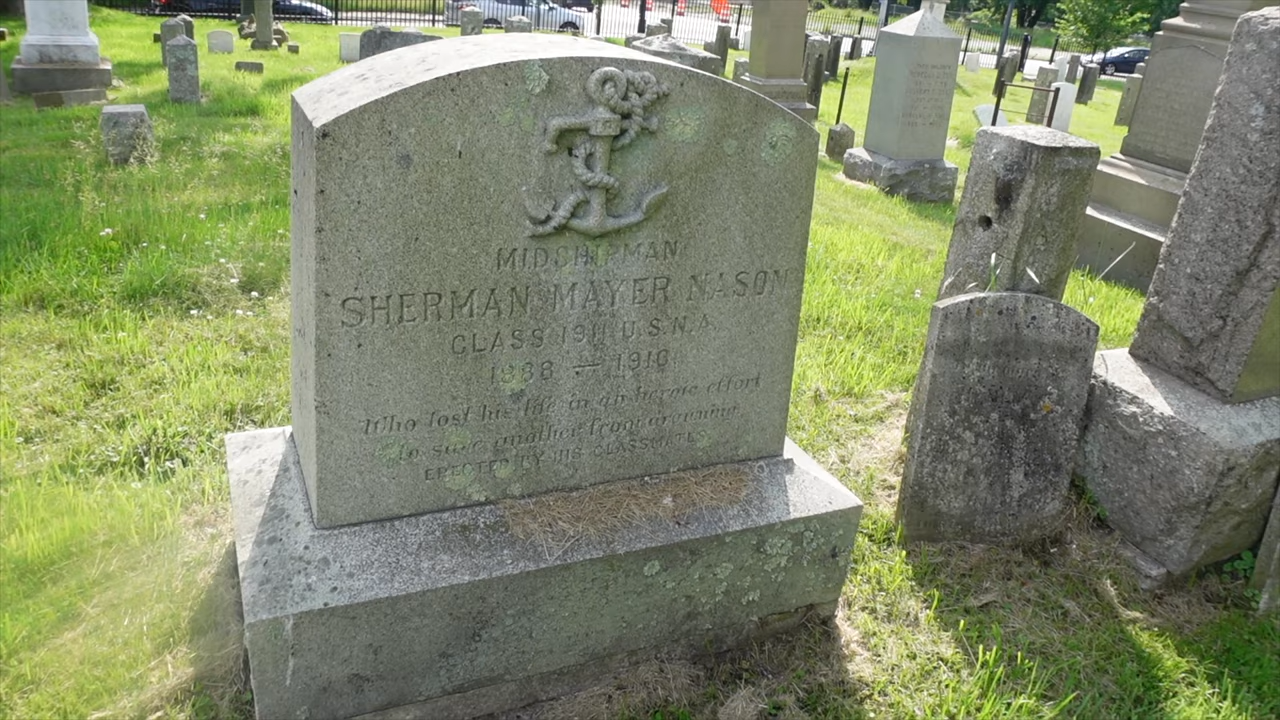 MIDSHIPMAN
SHERMAN MAYER NASON
CLASS 1911 U.S.N.A.
1888 — 1910
Who lost his life in an heroic effort
to save another from drowning.
ERECTED BY HIS CLASSMATES